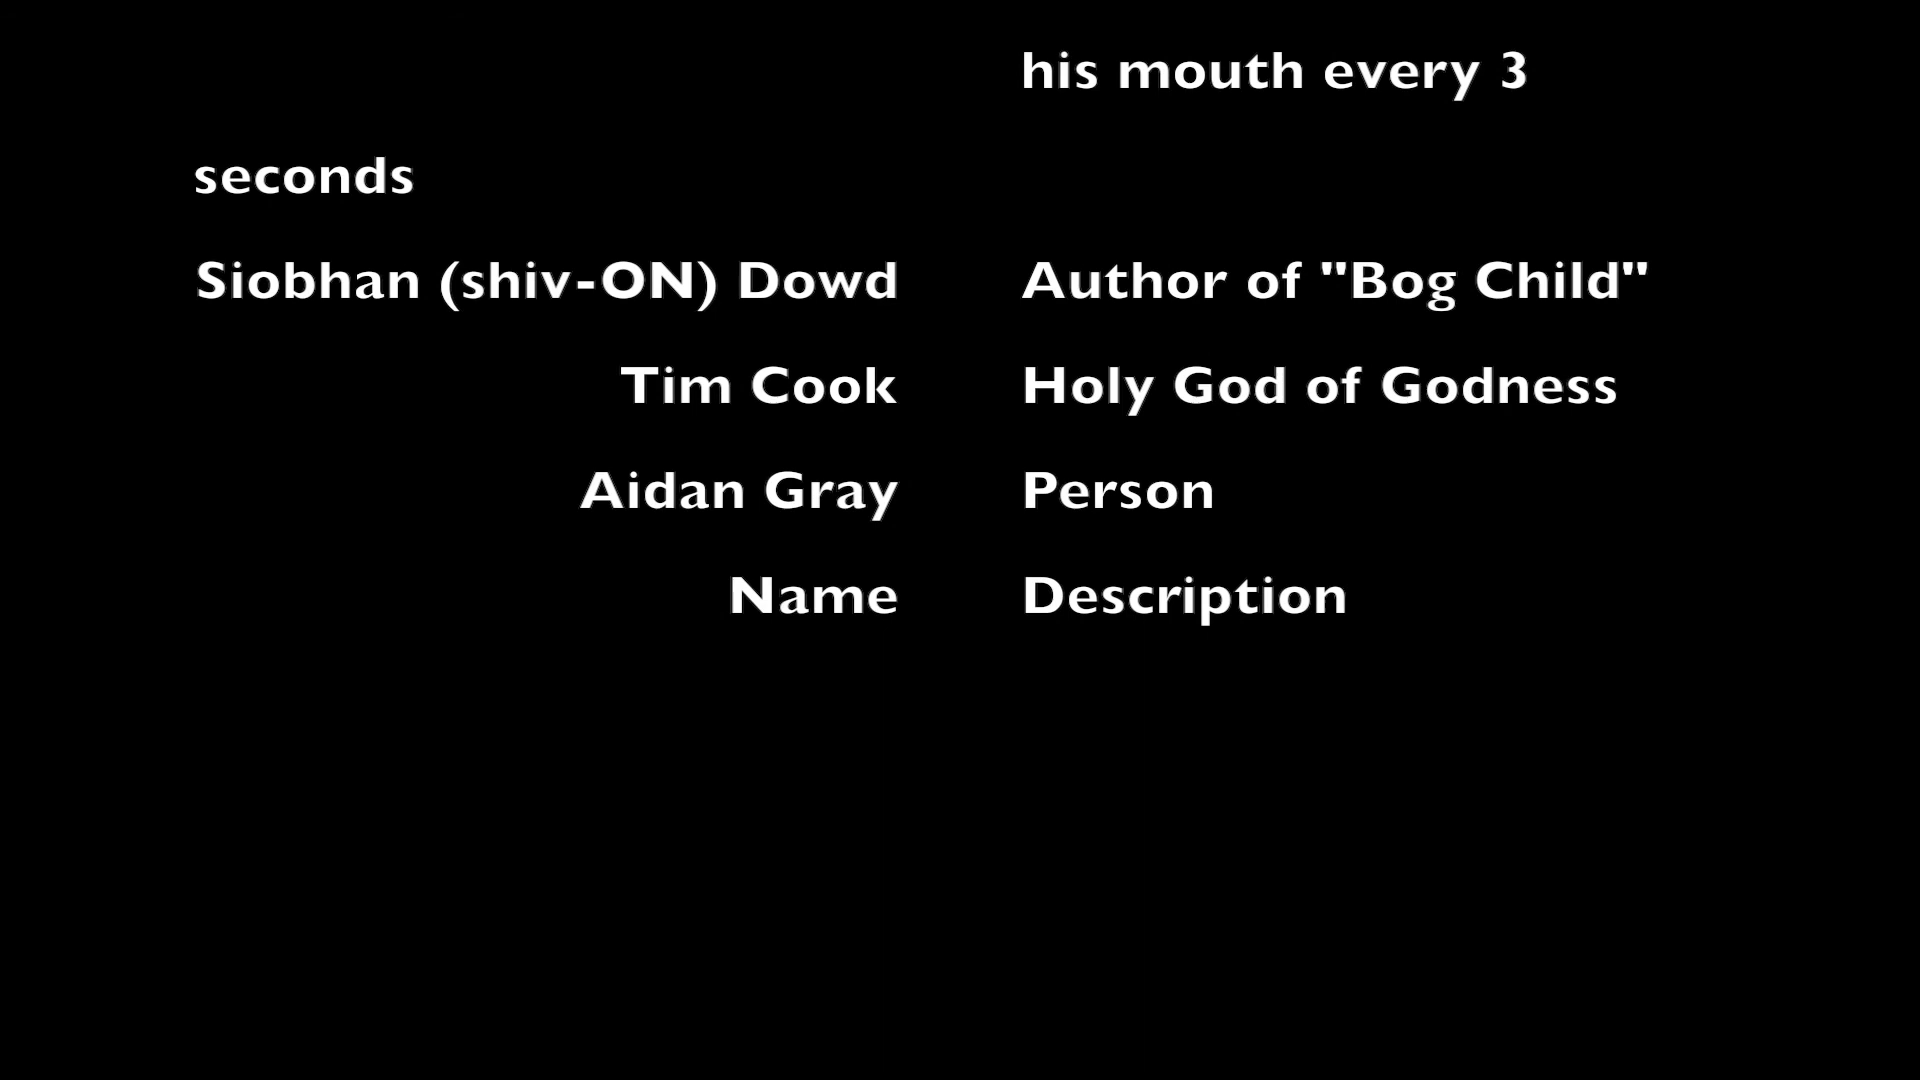 his mouth every 3
seconds
Siobhan (shiv-ON) Dowd Author of "Bog Child"
Tim Cook Holy God of Godness
Aidan Gray Person
Name Description